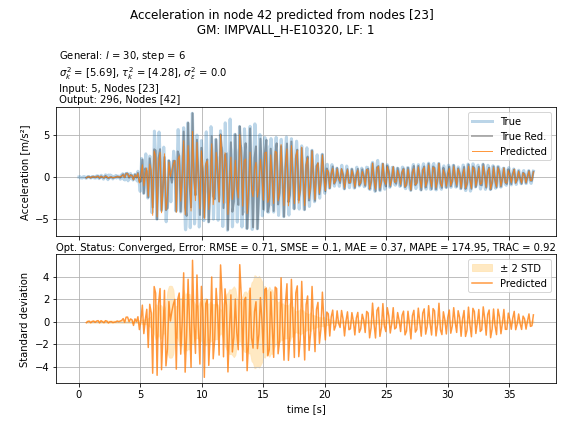 Acceleration in node 42 predicted from nodes [23]
GM: IMPVALL_H-E10320, LF: 1
General: l = 30, step = 6
σ²ₖ = [5.69], τ²ₖ = [4.28], σ²ε = 0.0
Input: 5, Nodes [23]
Output: 296, Nodes [42]
Acceleration [m/s²]
5
0
−5
True
True Red.
Predicted
Opt. Status: Converged, Error: RMSE = 0.71, SMSE = 0.1, MAE = 0.37, MAPE = 174.95, TRAC = 0.92
Standard deviation
4
2
0
−2
−4
± 2 STD
Predicted
0 5 10 15 20 25 30 35
time [s]